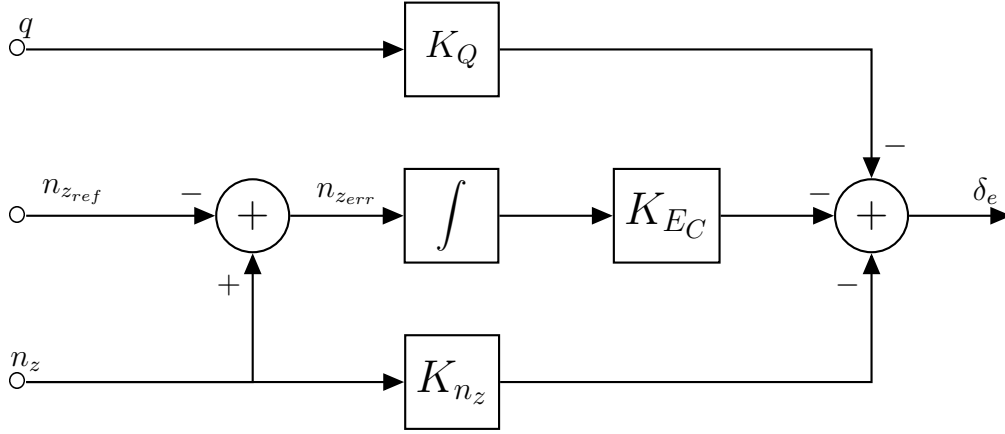 q
K_Q
−
n_{z_{ref}}
−
+
n_{z_{err}}
∫
K_{E_C}
−
+
δ_e
+
−
n_z
K_{n_z}